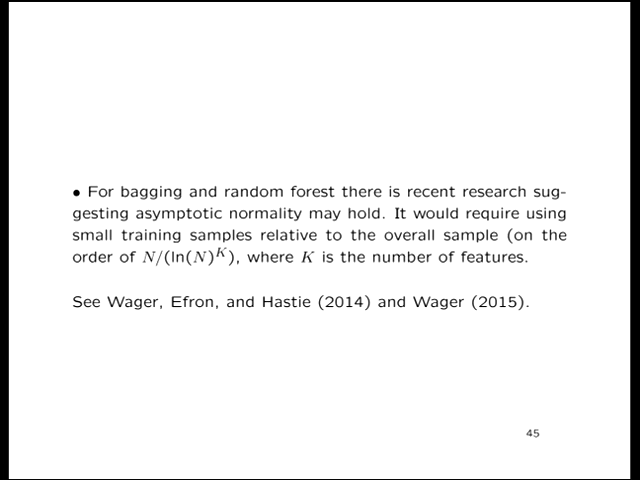 • For bagging and random forest there is recent research sug-
gesting asymptotic normality may hold. It would require using
small training samples relative to the overall sample (on the
order of N/(ln(N)^K), where K is the number of features.
See Wager, Efron, and Hastie (2014) and Wager (2015).
45